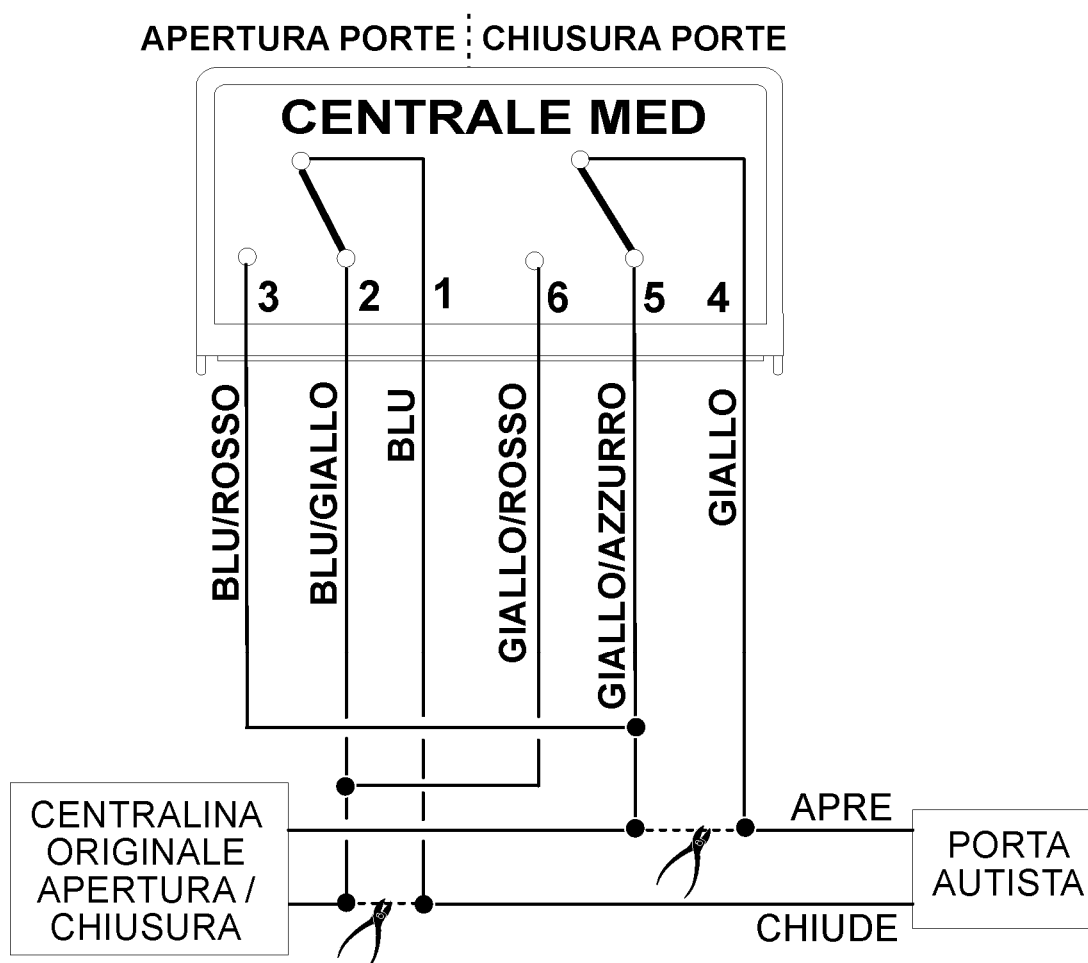 APERTURA PORTE CHIUSURA PORTE
CENTRALE MED
3 2 1 6 5 4
BLU/ROSSO
BLU/GIALLO
BLU
GIALLO/ROSSO
GIALLO/AZZURRO
GIALLO
CENTRALINA
ORIGINALE
APERTURA /
CHIUSURA
APRE
CHIUDE
PORTA
AUTISTA